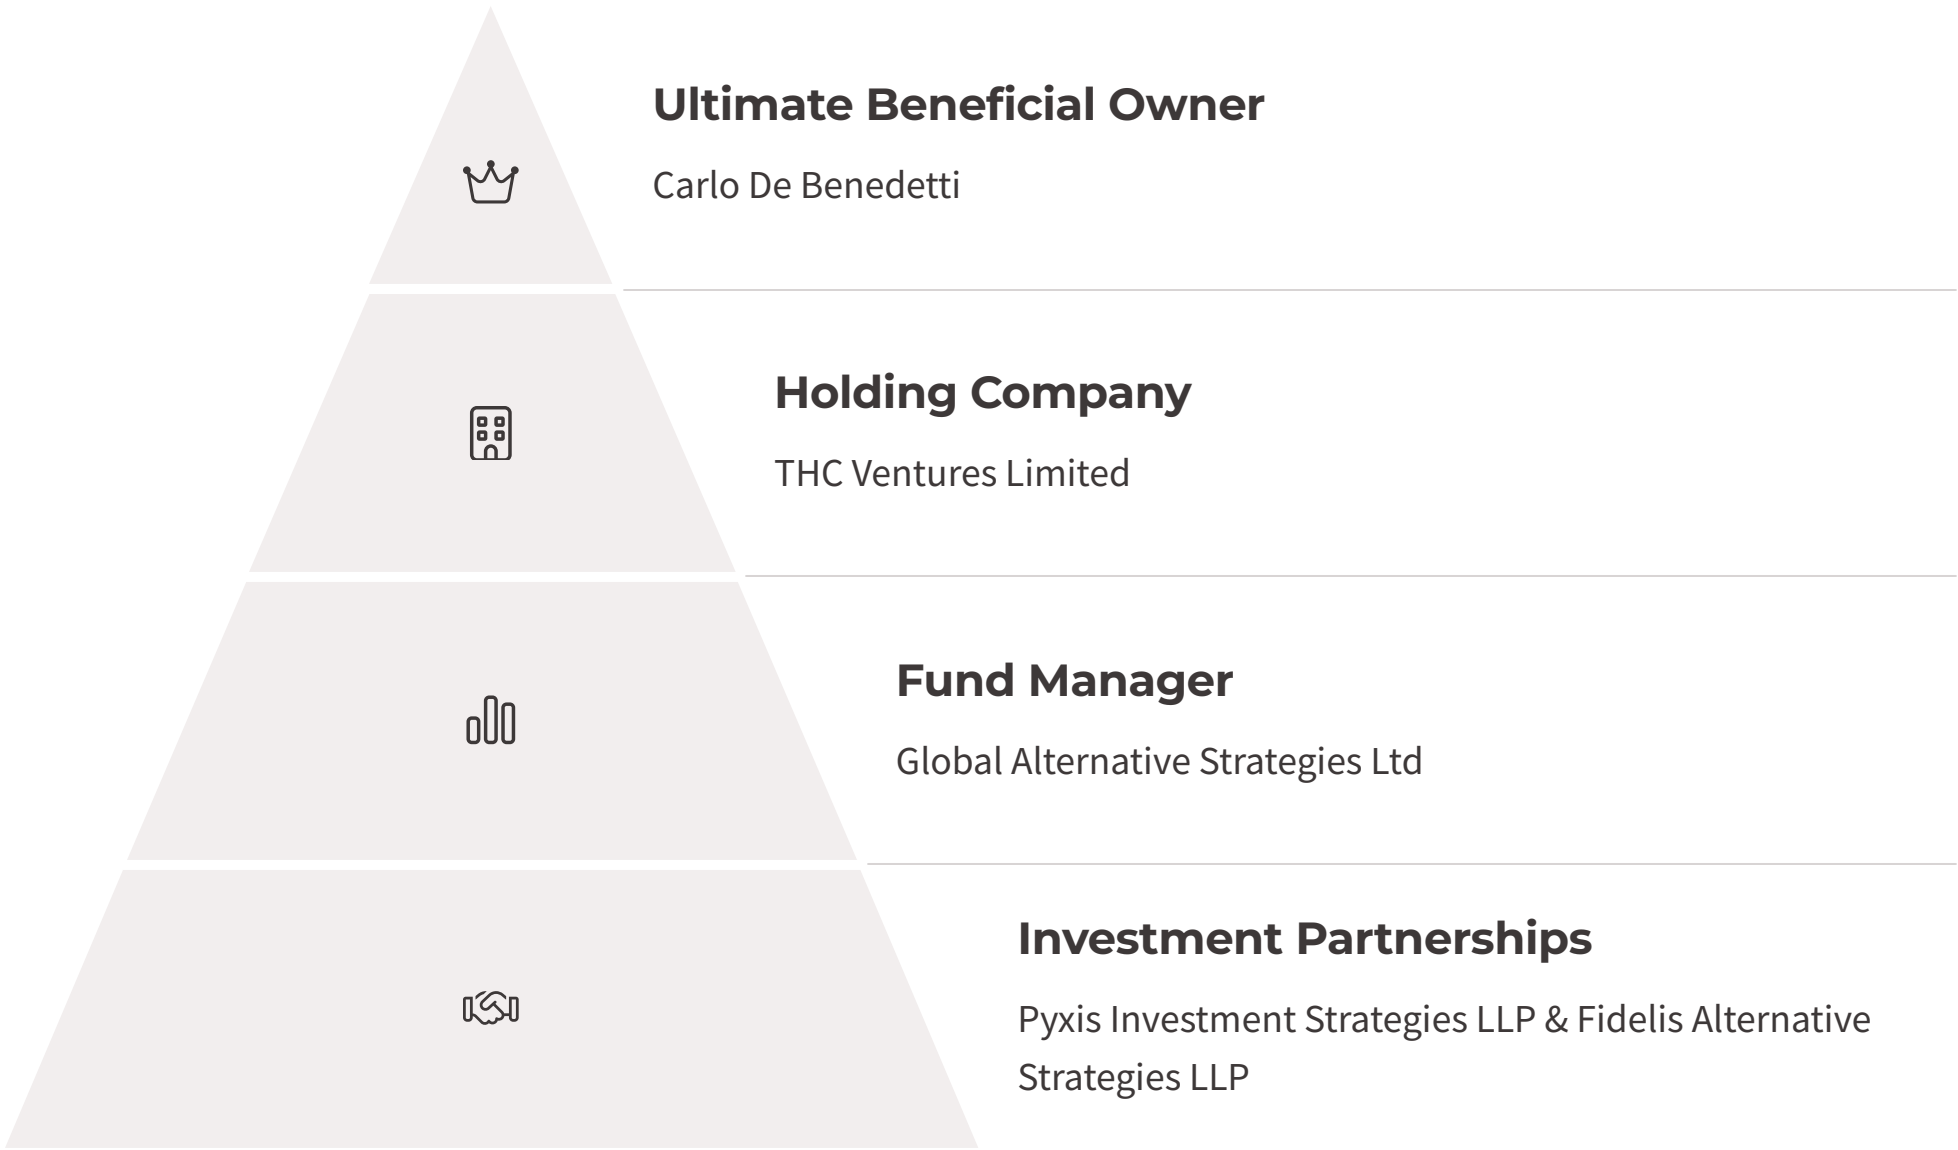 Ultimate Beneficial Owner
Carlo De Benedetti
Holding Company
THC Ventures Limited
Fund Manager
Global Alternative Strategies Ltd
Investment Partnerships
Pyxis Investment Strategies LLP & Fidelis Alternative
Strategies LLP